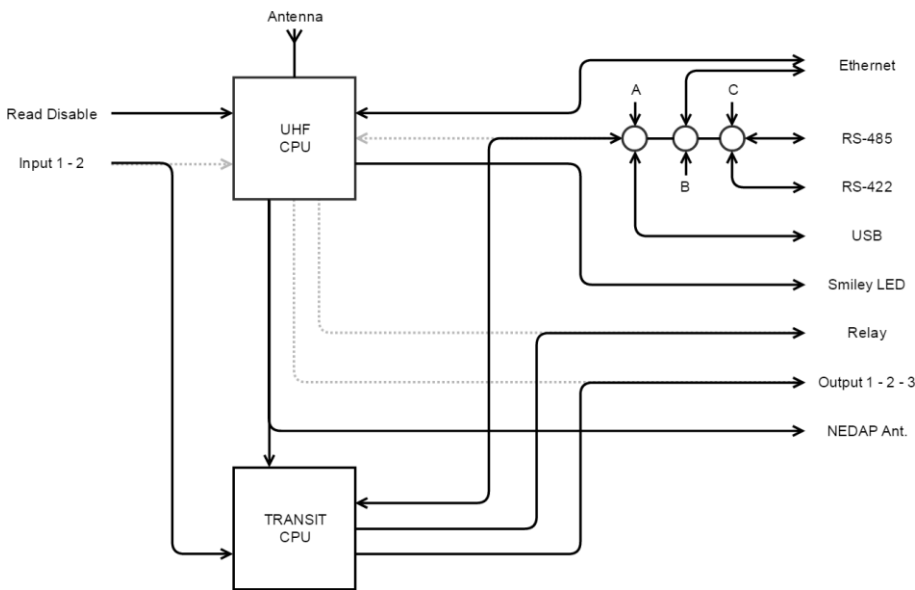 Antenna
Ethernet
Read Disable
A
C
UHF
CPU
RS-485
Input 1 - 2
B
RS-422
USB
Smiley LED
Relay
Output 1 - 2 - 3
NEDAP Ant.
TRANSIT
CPU